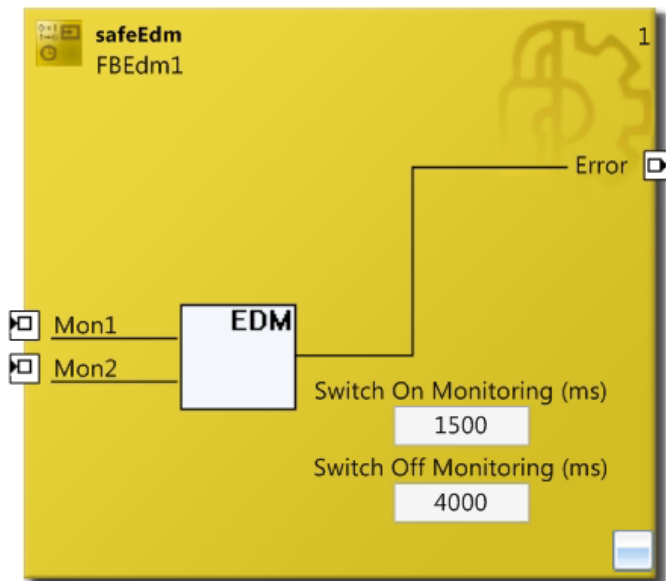 safeEdm
FBEdm1
1
Error
Mon1
Mon2
EDM
Switch On Monitoring (ms)
1500
Switch Off Monitoring (ms)
4000